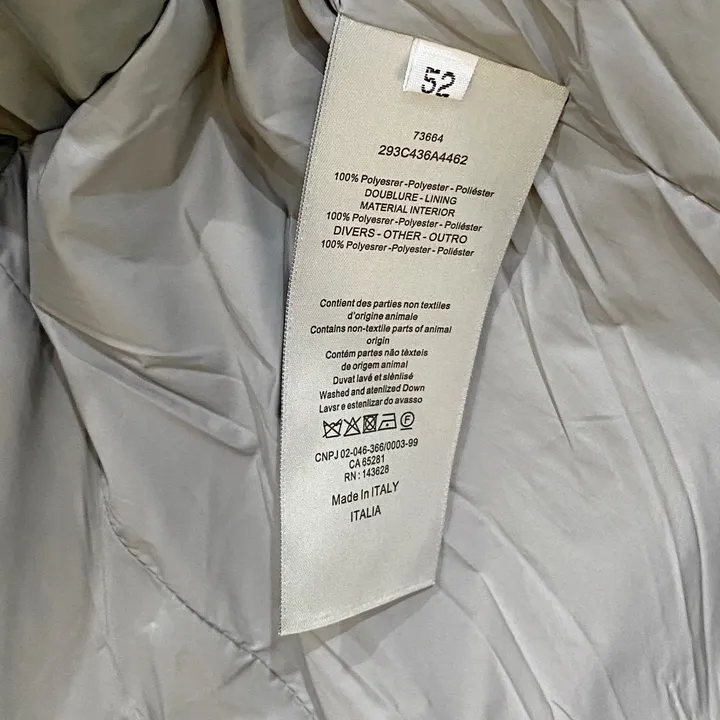 52
73664
293C436A4462
100% Polyesrer-Polyester - Poliéster
DOUBLURE - LINING
MATERIAL INTERIOR
100% Polyesrer-Polyester - Poliéster
DIVERS - OTHER - OUTRO
100% Polyesrer-Polyester - Poliéster
Contient des parties non textiles
d'origine animale
Contains non-textile parts of animal
origin
Contém partes não tèxteis
de origem animal
Duvat lavé et siènlisé
Washed and atenlized Down
Lavsr e estenlizar do avasso
F
CNPJ 02-046-366/0003-99
CA 65281
RN : 143628
Made In ITALY
ITALIA